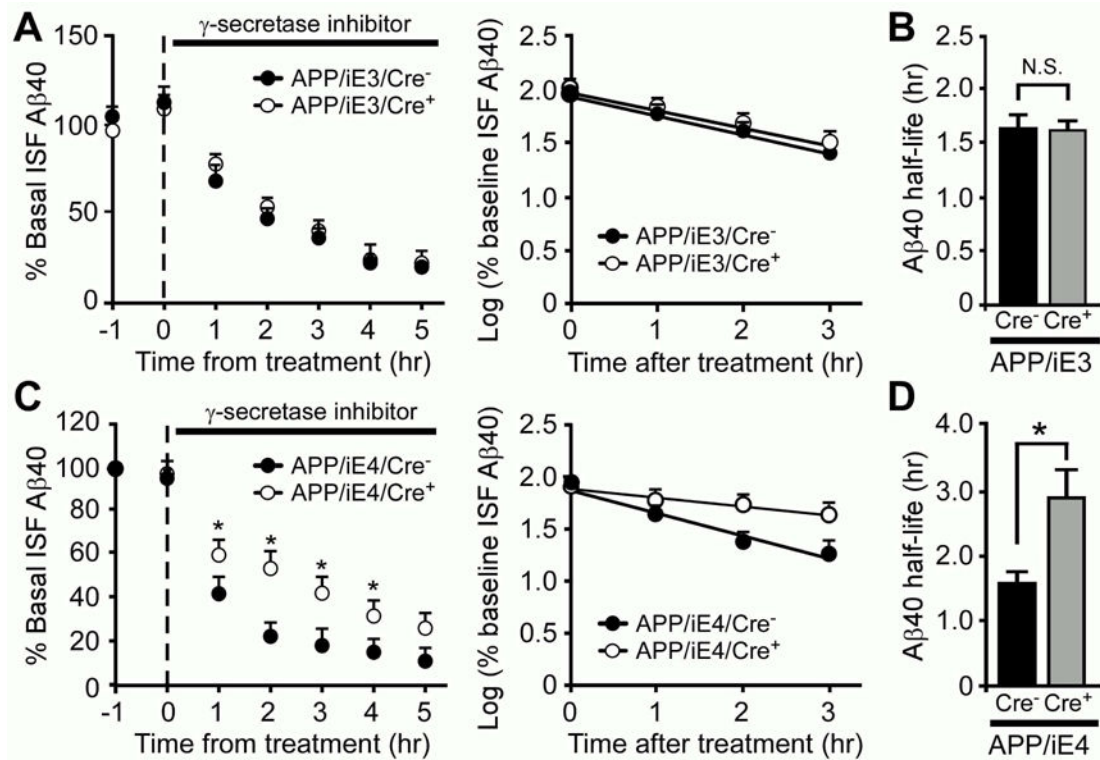 A
γ-secretase inhibitor
% Basal ISF Aβ40
150
100
50
0
APP/iE3/Cre⁻
APP/iE3/Cre⁺
-1 0 1 2 3 4 5
Time from treatment (hr)
Log (% baseline ISF Aβ40)
2.5
2.0
1.5
1.0
0
APP/iE3/Cre⁻
APP/iE3/Cre⁺
0 1 2 3
Time after treatment (hr)
B
Aβ40 half-life (hr)
2.5
2.0
1.5
1.0
0.5
0
N.S.
Cre⁻ Cre⁺
APP/iE3
C
γ-secretase inhibitor
% Basal ISF Aβ40
120
100
80
60
40
20
0
APP/iE4/Cre⁻
APP/iE4/Cre⁺
* * * *
-1 0 1 2 3 4 5
Time from treatment (hr)
Log (% baseline ISF Aβ40)
2.5
2.0
1.5
1.0
0.5
0
APP/iE4/Cre⁻
APP/iE4/Cre⁺
0 1 2 3
Time after treatment (hr)
D
Aβ40 half-life (hr)
4.0
3.0
2.0
1.0
0
*
Cre⁻ Cre⁺
APP/iE4